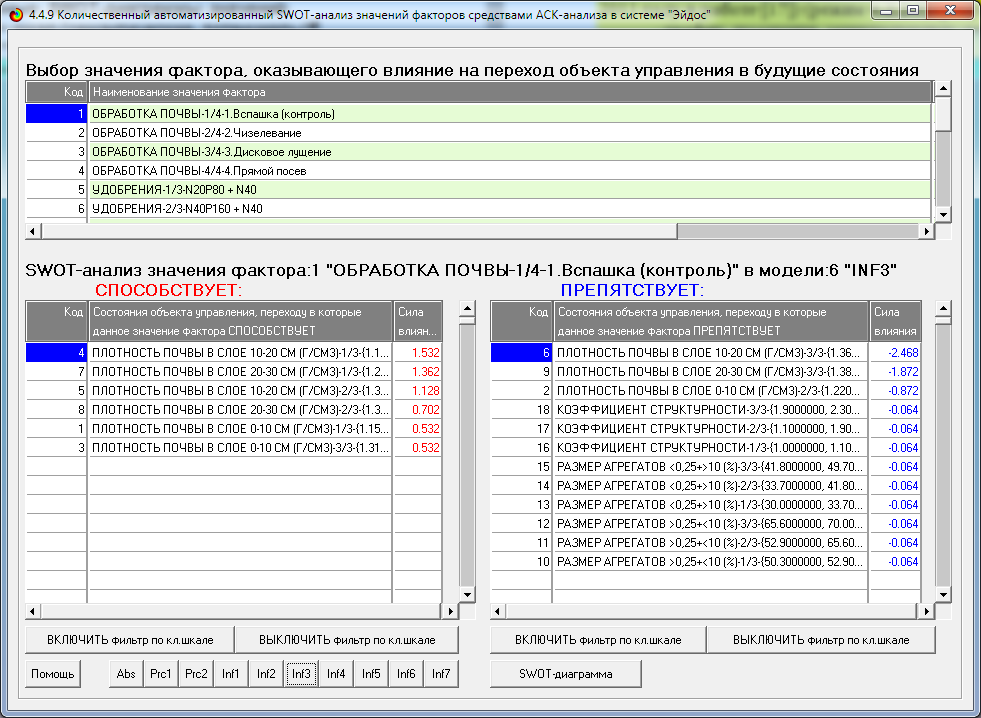 4.4.9 Количественный автоматизированный SWOT-анализ значений факторов средствами АСК-анализа в системе "Эйдос"
Выбор значения фактора, оказывающего влияние на переход объекта управления в будущие состояния
Код Наименование значения фактора
1 ОБРАБОТКА ПОЧВЫ-1/4-1.Вспашка (контроль)
2 ОБРАБОТКА ПОЧВЫ-2/4-2.Чизелевание
3 ОБРАБОТКА ПОЧВЫ-3/4-3.Дисковое лущение
4 ОБРАБОТКА ПОЧВЫ-4/4-4.Прямой посев
5 УДОБРЕНИЯ-1/3-N20P80 + N40
6 УДОБРЕНИЯ-2/3-N40P160 + N40
SWOT-анализ значения фактора:1 "ОБРАБОТКА ПОЧВЫ-1/4-1.Вспашка (контроль)" в модели:6 "INF3"
СПОСОБСТВУЕТ:
Код Состояния объекта управления, переходу в которые Сила
данное значение фактора СПОСОБСТВУЕТ влиян...
4 ПЛОТНОСТЬ ПОЧВЫ В СЛОЕ 10-20 СМ (Г/СМ3)-1/3-{1.1... 1.532
7 ПЛОТНОСТЬ ПОЧВЫ В СЛОЕ 20-30 СМ (Г/СМ3)-1/3-{1.2... 1.362
5 ПЛОТНОСТЬ ПОЧВЫ В СЛОЕ 10-20 СМ (Г/СМ3)-2/3-{1.3... 1.128
8 ПЛОТНОСТЬ ПОЧВЫ В СЛОЕ 20-30 СМ (Г/СМ3)-2/3-{1.3... 0.702
1 ПЛОТНОСТЬ ПОЧВЫ В СЛОЕ 0-10 СМ (Г/СМ3)-1/3-{1.15... 0.532
3 ПЛОТНОСТЬ ПОЧВЫ В СЛОЕ 0-10 СМ (Г/СМ3)-3/3-{1.31... 0.532
ПРЕПЯТСТВУЕТ:
Код Состояния объекта управления, переходу в которые Сила
данное значение фактора ПРЕПЯТСТВУЕТ влияния
6 ПЛОТНОСТЬ ПОЧВЫ В СЛОЕ 10-20 СМ (Г/СМ3)-3/3-{1.36... -2.468
9 ПЛОТНОСТЬ ПОЧВЫ В СЛОЕ 20-30 СМ (Г/СМ3)-3/3-{1.38... -1.872
2 ПЛОТНОСТЬ ПОЧВЫ В СЛОЕ 0-10 СМ (Г/СМ3)-2/3-{1.220... -0.872
18 КОЭФФИЦИЕНТ СТРУКТУРНОСТИ-3/3-{1.9000000, 2.30... -0.064
17 КОЭФФИЦИЕНТ СТРУКТУРНОСТИ-2/3-{1.1000000, 1.90... -0.064
16 КОЭФФИЦИЕНТ СТРУКТУРНОСТИ-1/3-{1.0000000, 1.10... -0.064
15 РАЗМЕР АГРЕГАТОВ <0,25+>10 (%)-3/3-{41.8000000, 49.70... -0.064
14 РАЗМЕР АГРЕГАТОВ <0,25+>10 (%)-2/3-{33.7000000, 41.80... -0.064
13 РАЗМЕР АГРЕГАТОВ <0,25+>10 (%)-1/3-{30.0000000, 33.70... -0.064
12 РАЗМЕР АГРЕГАТОВ >0,25+<10 (%)-3/3-{65.6000000, 70.00... -0.064
11 РАЗМЕР АГРЕГАТОВ >0,25+<10 (%)-2/3-{52.9000000, 65.60... -0.064
10 РАЗМЕР АГРЕГАТОВ >0,25+<10 (%)-1/3-{50.3000000, 52.90... -0.064
ВКЛЮЧИТЬ фильтр по кл.шкале ВЫКЛЮЧИТЬ фильтр по кл.шкале ВКЛЮЧИТЬ фильтр по кл.шкале ВЫКЛЮЧИТЬ фильтр по кл.шкале
Помощь Abs Prc1 Prc2 Inf1 Inf2 Inf3 Inf4 Inf5 Inf6 Inf7 SWOT-диаграмма